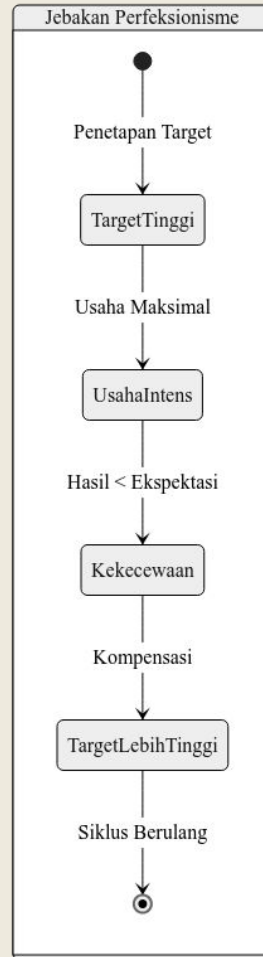 Jebakan Perfeksionisme
Penetapan Target
TargetTinggi
Usaha Maksimal
UsahaIntens
Hasil < Ekspektasi
Kekecewaan
Kompensasi
TargetLebihTinggi
Siklus Berulang